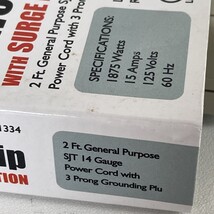 WITH SURGE
2 Ft. General Purpose
Power Cord with 3 Pron
SPECIFICATIONS:
1875 Watts
15 Amps
125 Volts
60 Hz
1334
ip
TION
2 Ft. General Purpose
SJT 14 Gauge
Power Cord with
3 Prong Grounding Plu